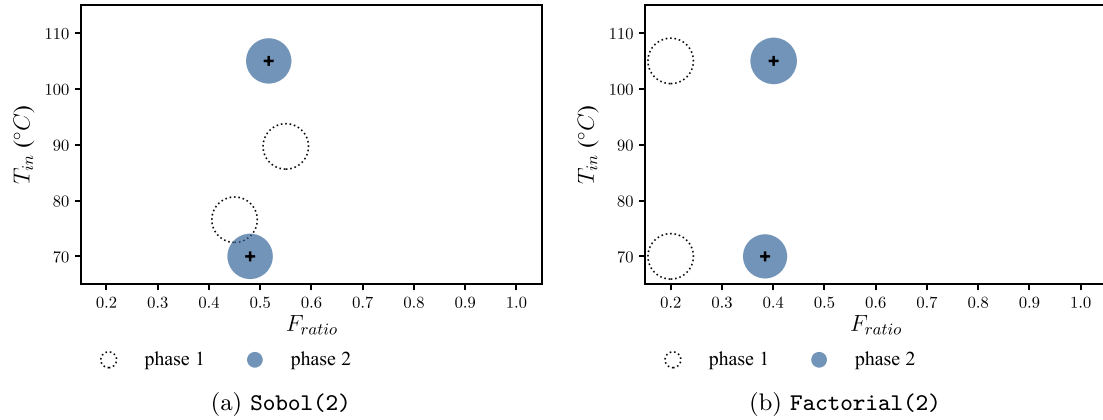 110
100
90
80
70
T_in (°C)
0.2 0.3 0.4 0.5 0.6 0.7 0.8 0.9 1.0
F_ratio
phase 1 phase 2
(a) Sobol(2)
110
100
90
80
70
T_in (°C)
0.2 0.3 0.4 0.5 0.6 0.7 0.8 0.9 1.0
F_ratio
phase 1 phase 2
(b) Factorial(2)